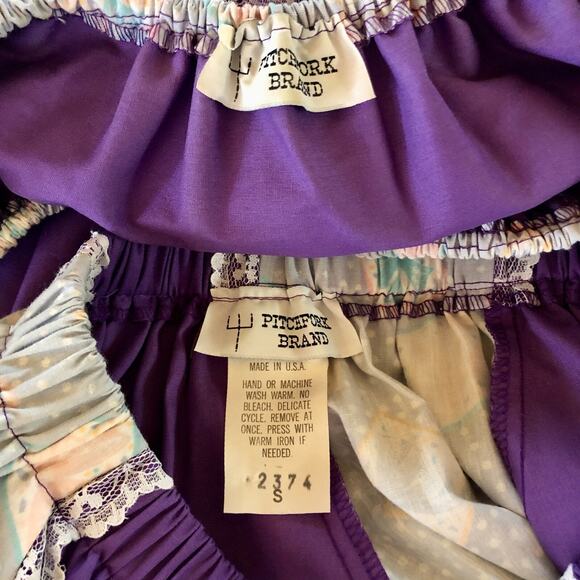 PITCHFORK
BRAND
PITCHFORK
BRAND
MADE IN U.S.A.
HAND OR MACHINE
WASH WARM. NO
BLEACH. DELICATE
CYCLE. REMOVE AT
ONCE. PRESS WITH
WARM IRON IF
NEEDED
2374
S